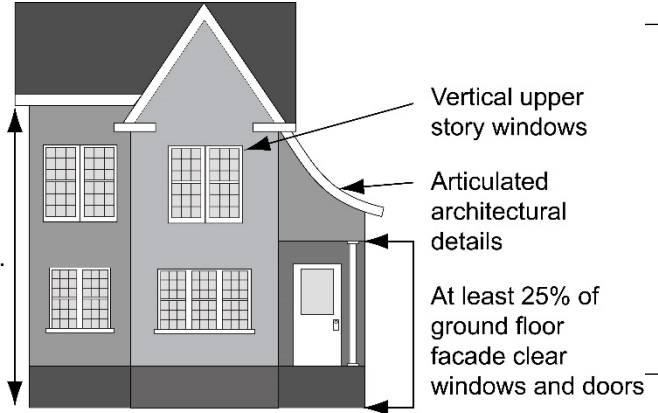 Vertical upper
story windows
Articulated
architectural
details
At least 25% of
ground floor
facade clear
windows and doors